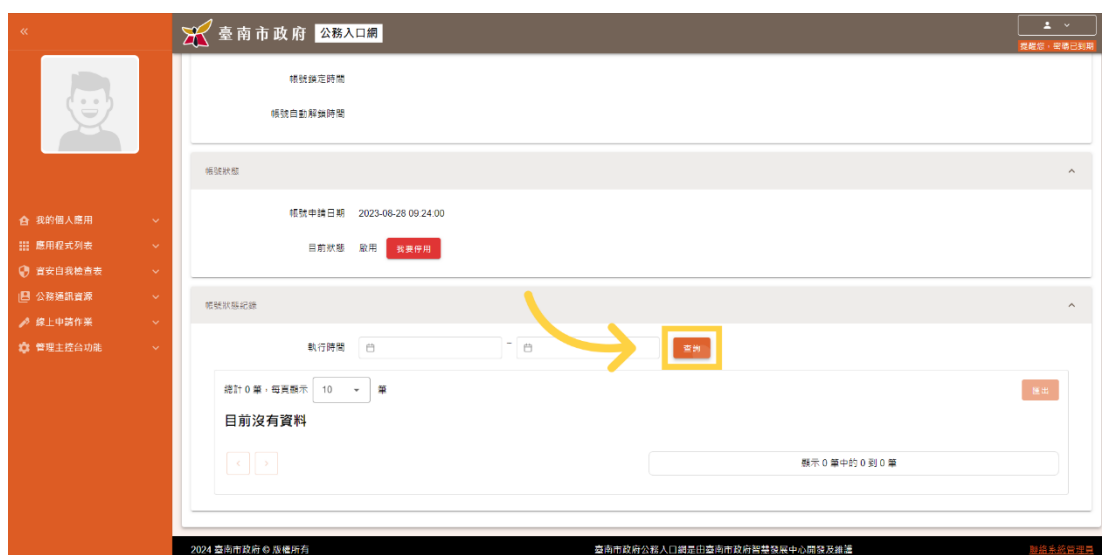 «
臺南市政府 公務入口網
提醒您，密碼已到期
帳號鎖定時間
帳號自動解鎖時間
帳號狀態
帳號申請日期 2023-08-28 09:24:00
目前狀態 啟用 我要停用
我的個人應用
應用程式列表
資安自我檢查表
公務通訊資源
線上申請作業
管理主控台功能
帳號狀態紀錄
執行時間 – 查詢
總計 0 筆，每頁顯示 10 筆 匯出
目前沒有資料
顯示 0 筆中的 0 到 0 筆
2024 臺南市政府 © 版權所有 臺南市政府公務入口網是由臺南市政府智慧發展中心開發及維護 聯絡系統管理員